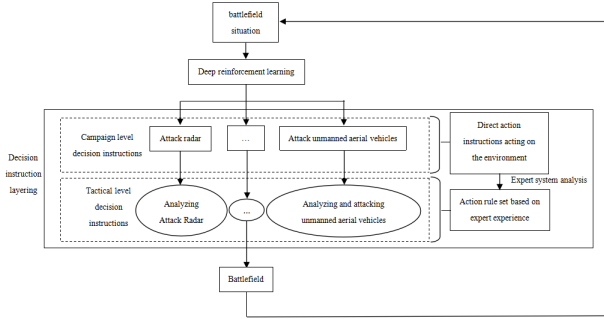 battlefield
situation
Deep reinforcement learning
Decision
instruction
layering
Campaign level
decision instructions
Attack radar
...
Attack unmanned aerial vehicles
Direct action
instructions acting on
the environment
Expert system analysis
Tactical level
decision
instructions
Analyzing
Attack Radar
...
Analyzing and attacking
unmanned aerial vehicles
Action rule set based on
expert experience
Battlefield